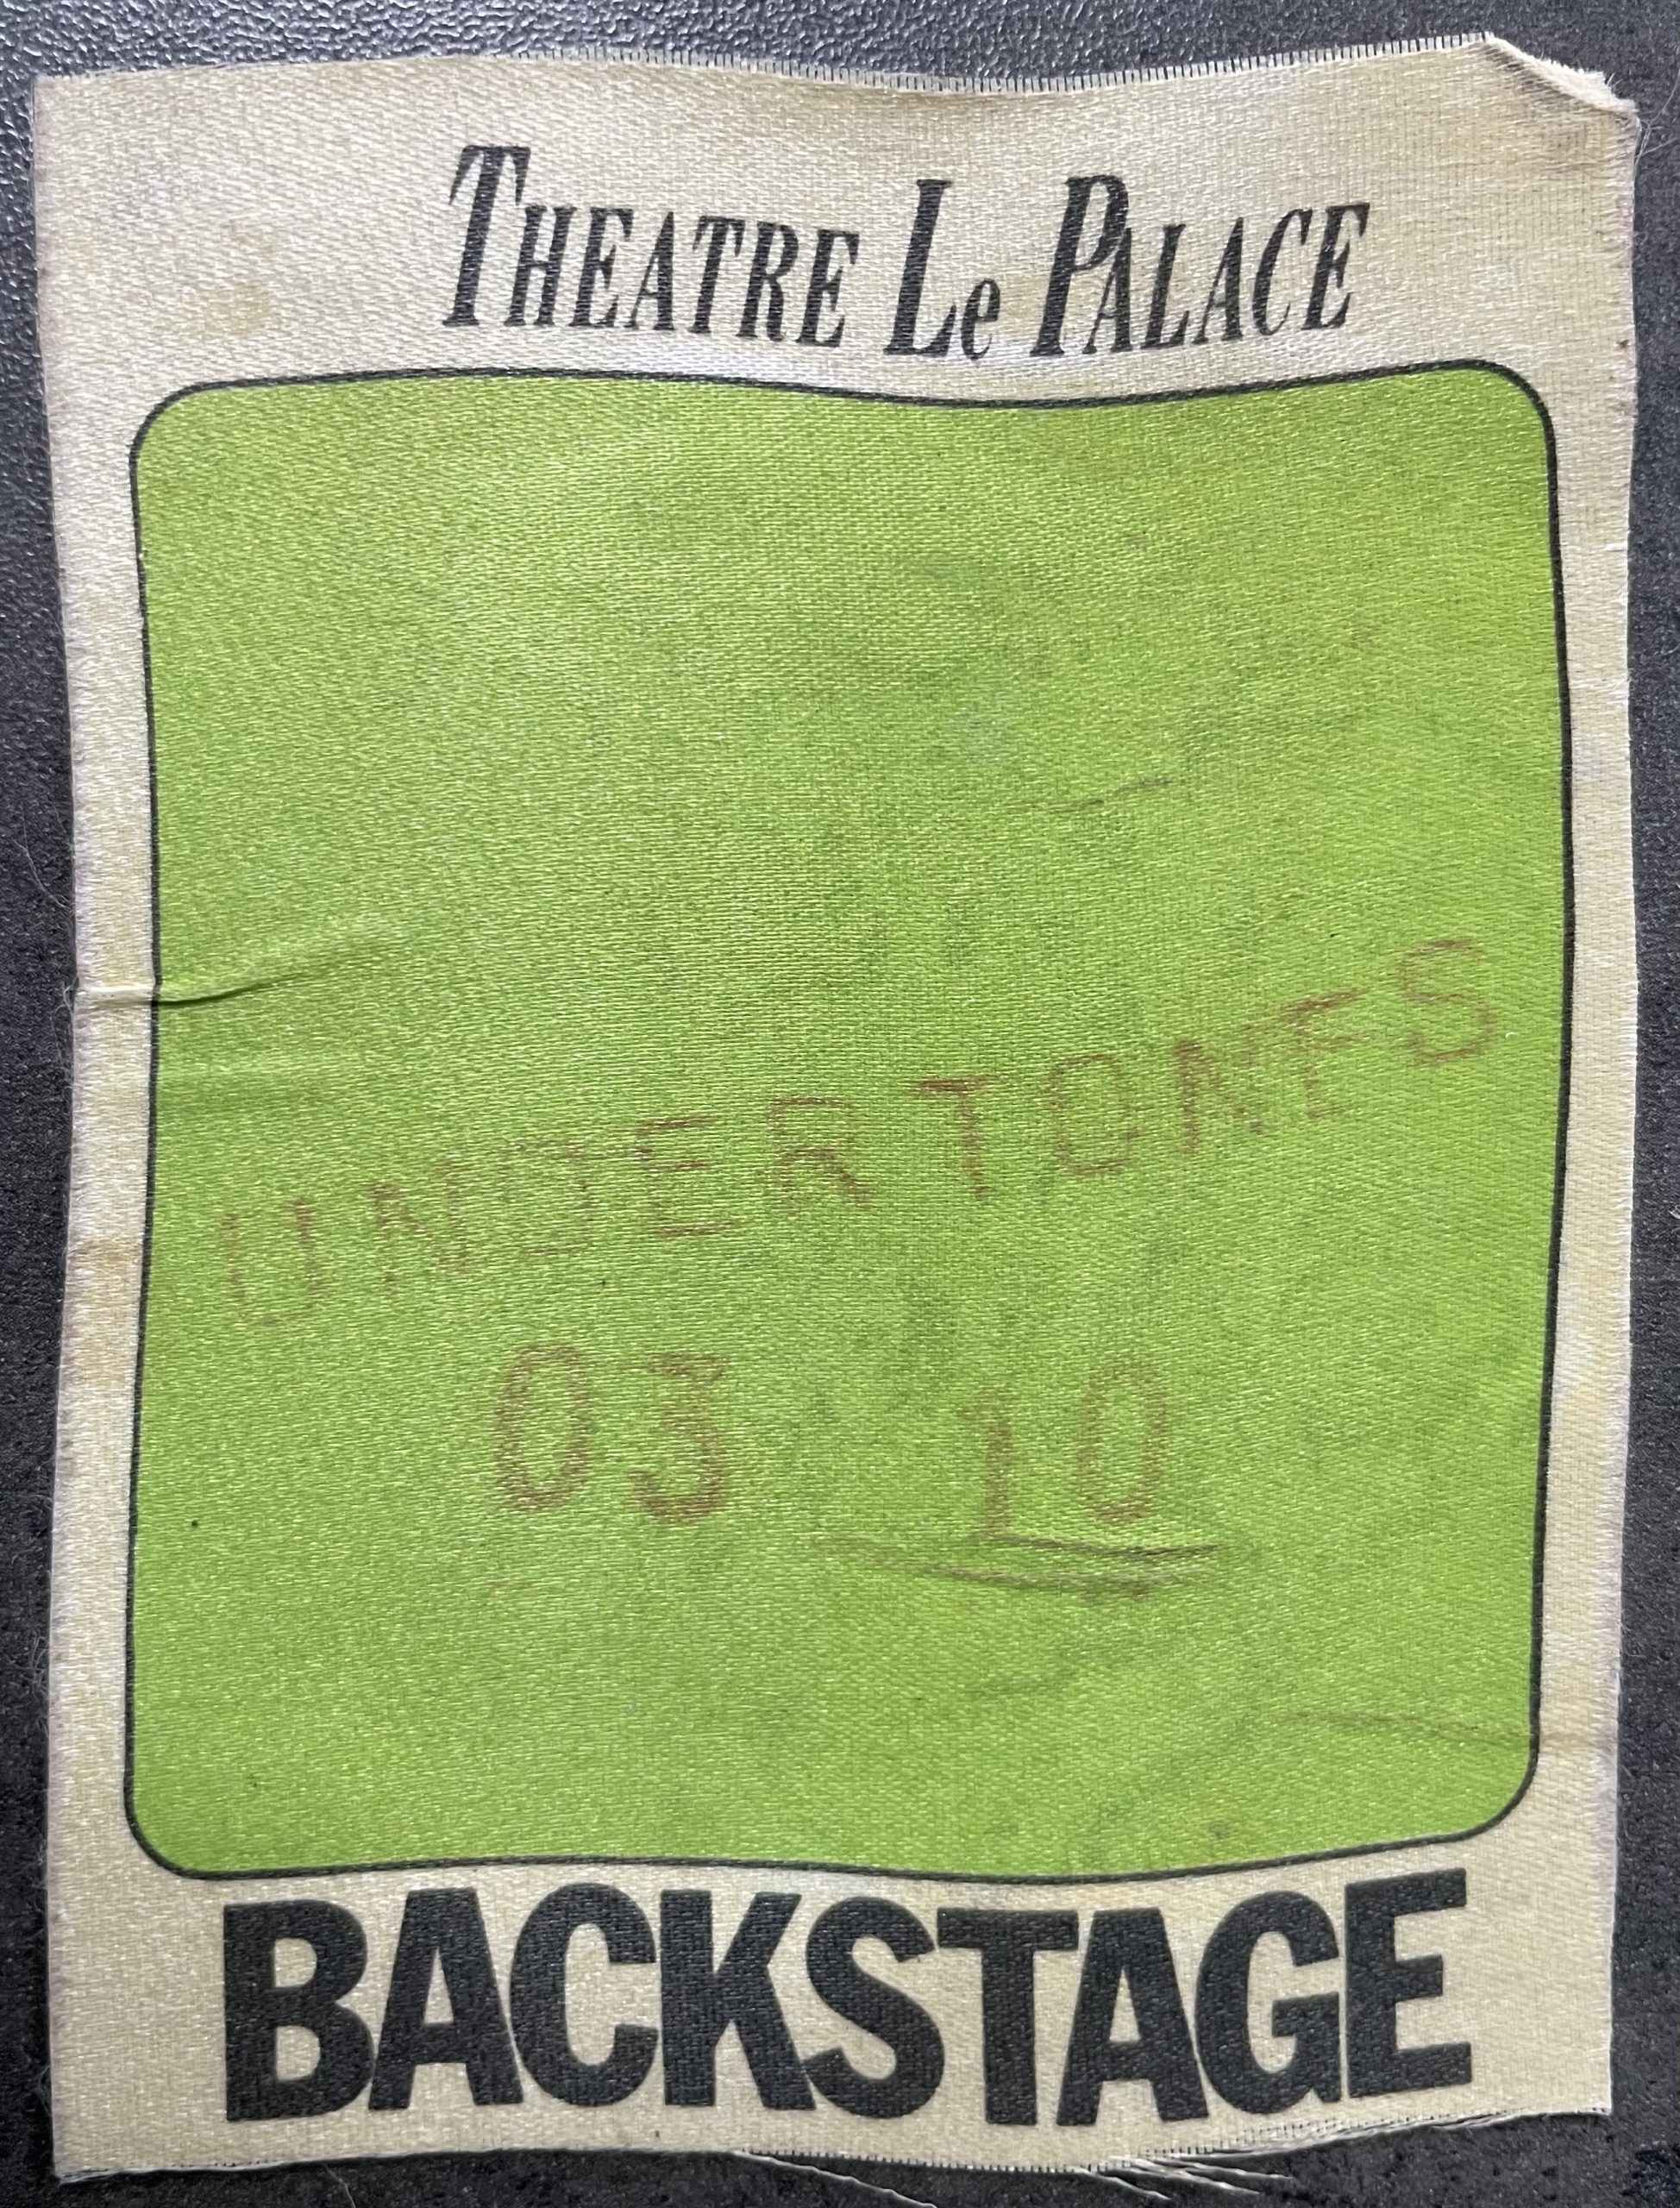 THEATRE Le PALACE
UNDERTONES
03 10
BACKSTAGE